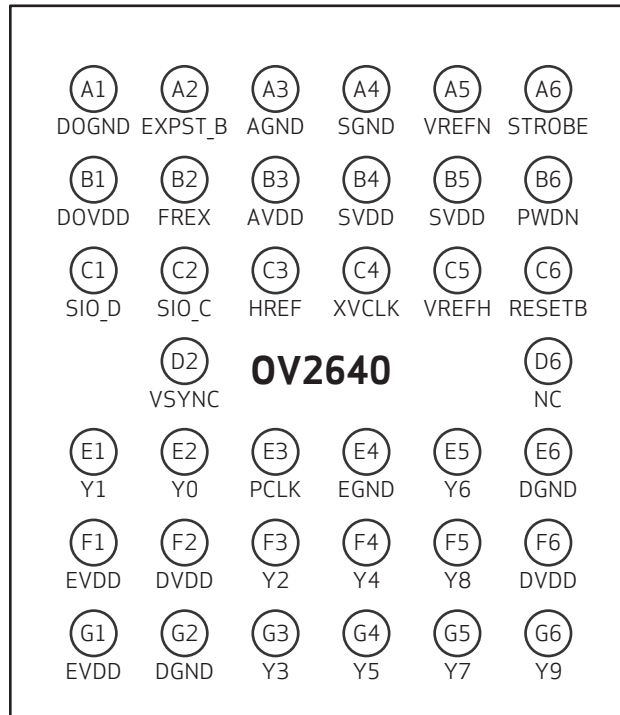 A1 A2 A3 A4 A5 A6
DOGND EXPST_B AGND SGND VREFN STROBE
B1 B2 B3 B4 B5 B6
DOVDD FREX AVDD SVDD SVDD PWDN
C1 C2 C3 C4 C5 C6
SIO_D SIO_C HREF XVCLK VREFH RESETB
D2 OV2640 D6
VSYNC NC
E1 E2 E3 E4 E5 E6
Y1 Y0 PCLK EGND Y6 DGND
F1 F2 F3 F4 F5 F6
EVDD DVDD Y2 Y4 Y8 DVDD
G1 G2 G3 G4 G5 G6
EVDD DGND Y3 Y5 Y7 Y9